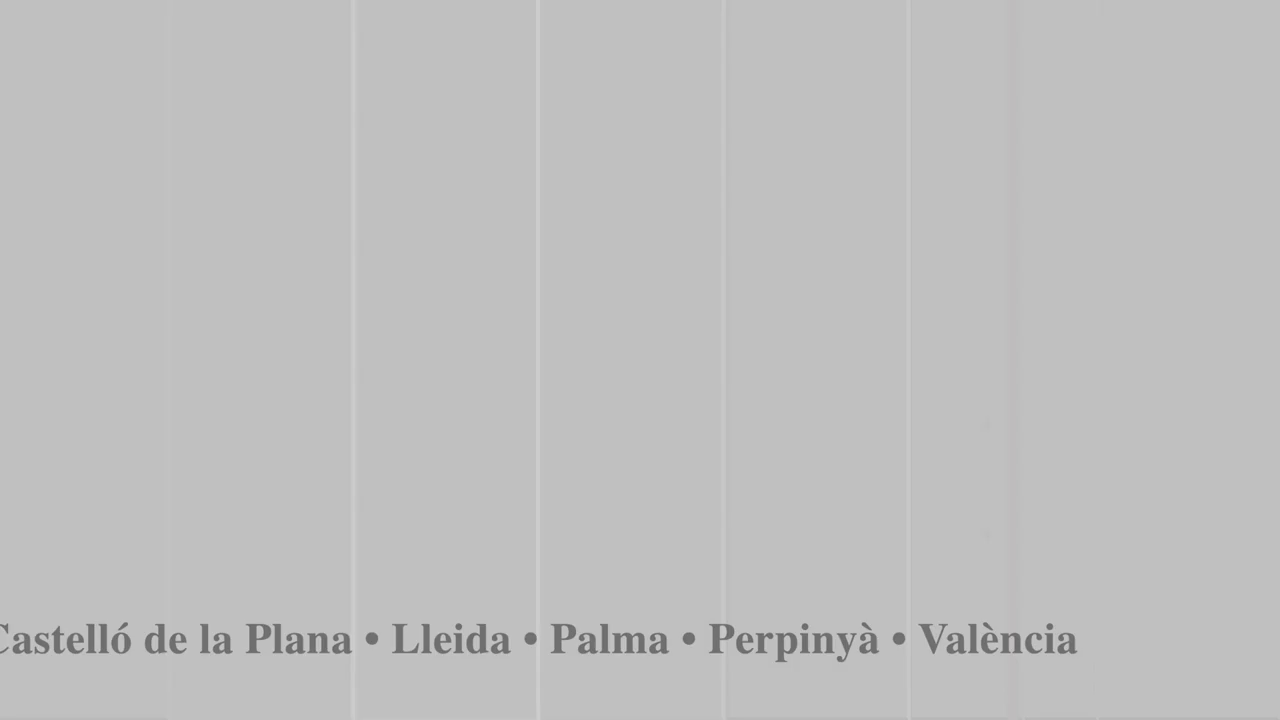 Castelló de la Plana • Lleida • Palma • Perpinyà • València